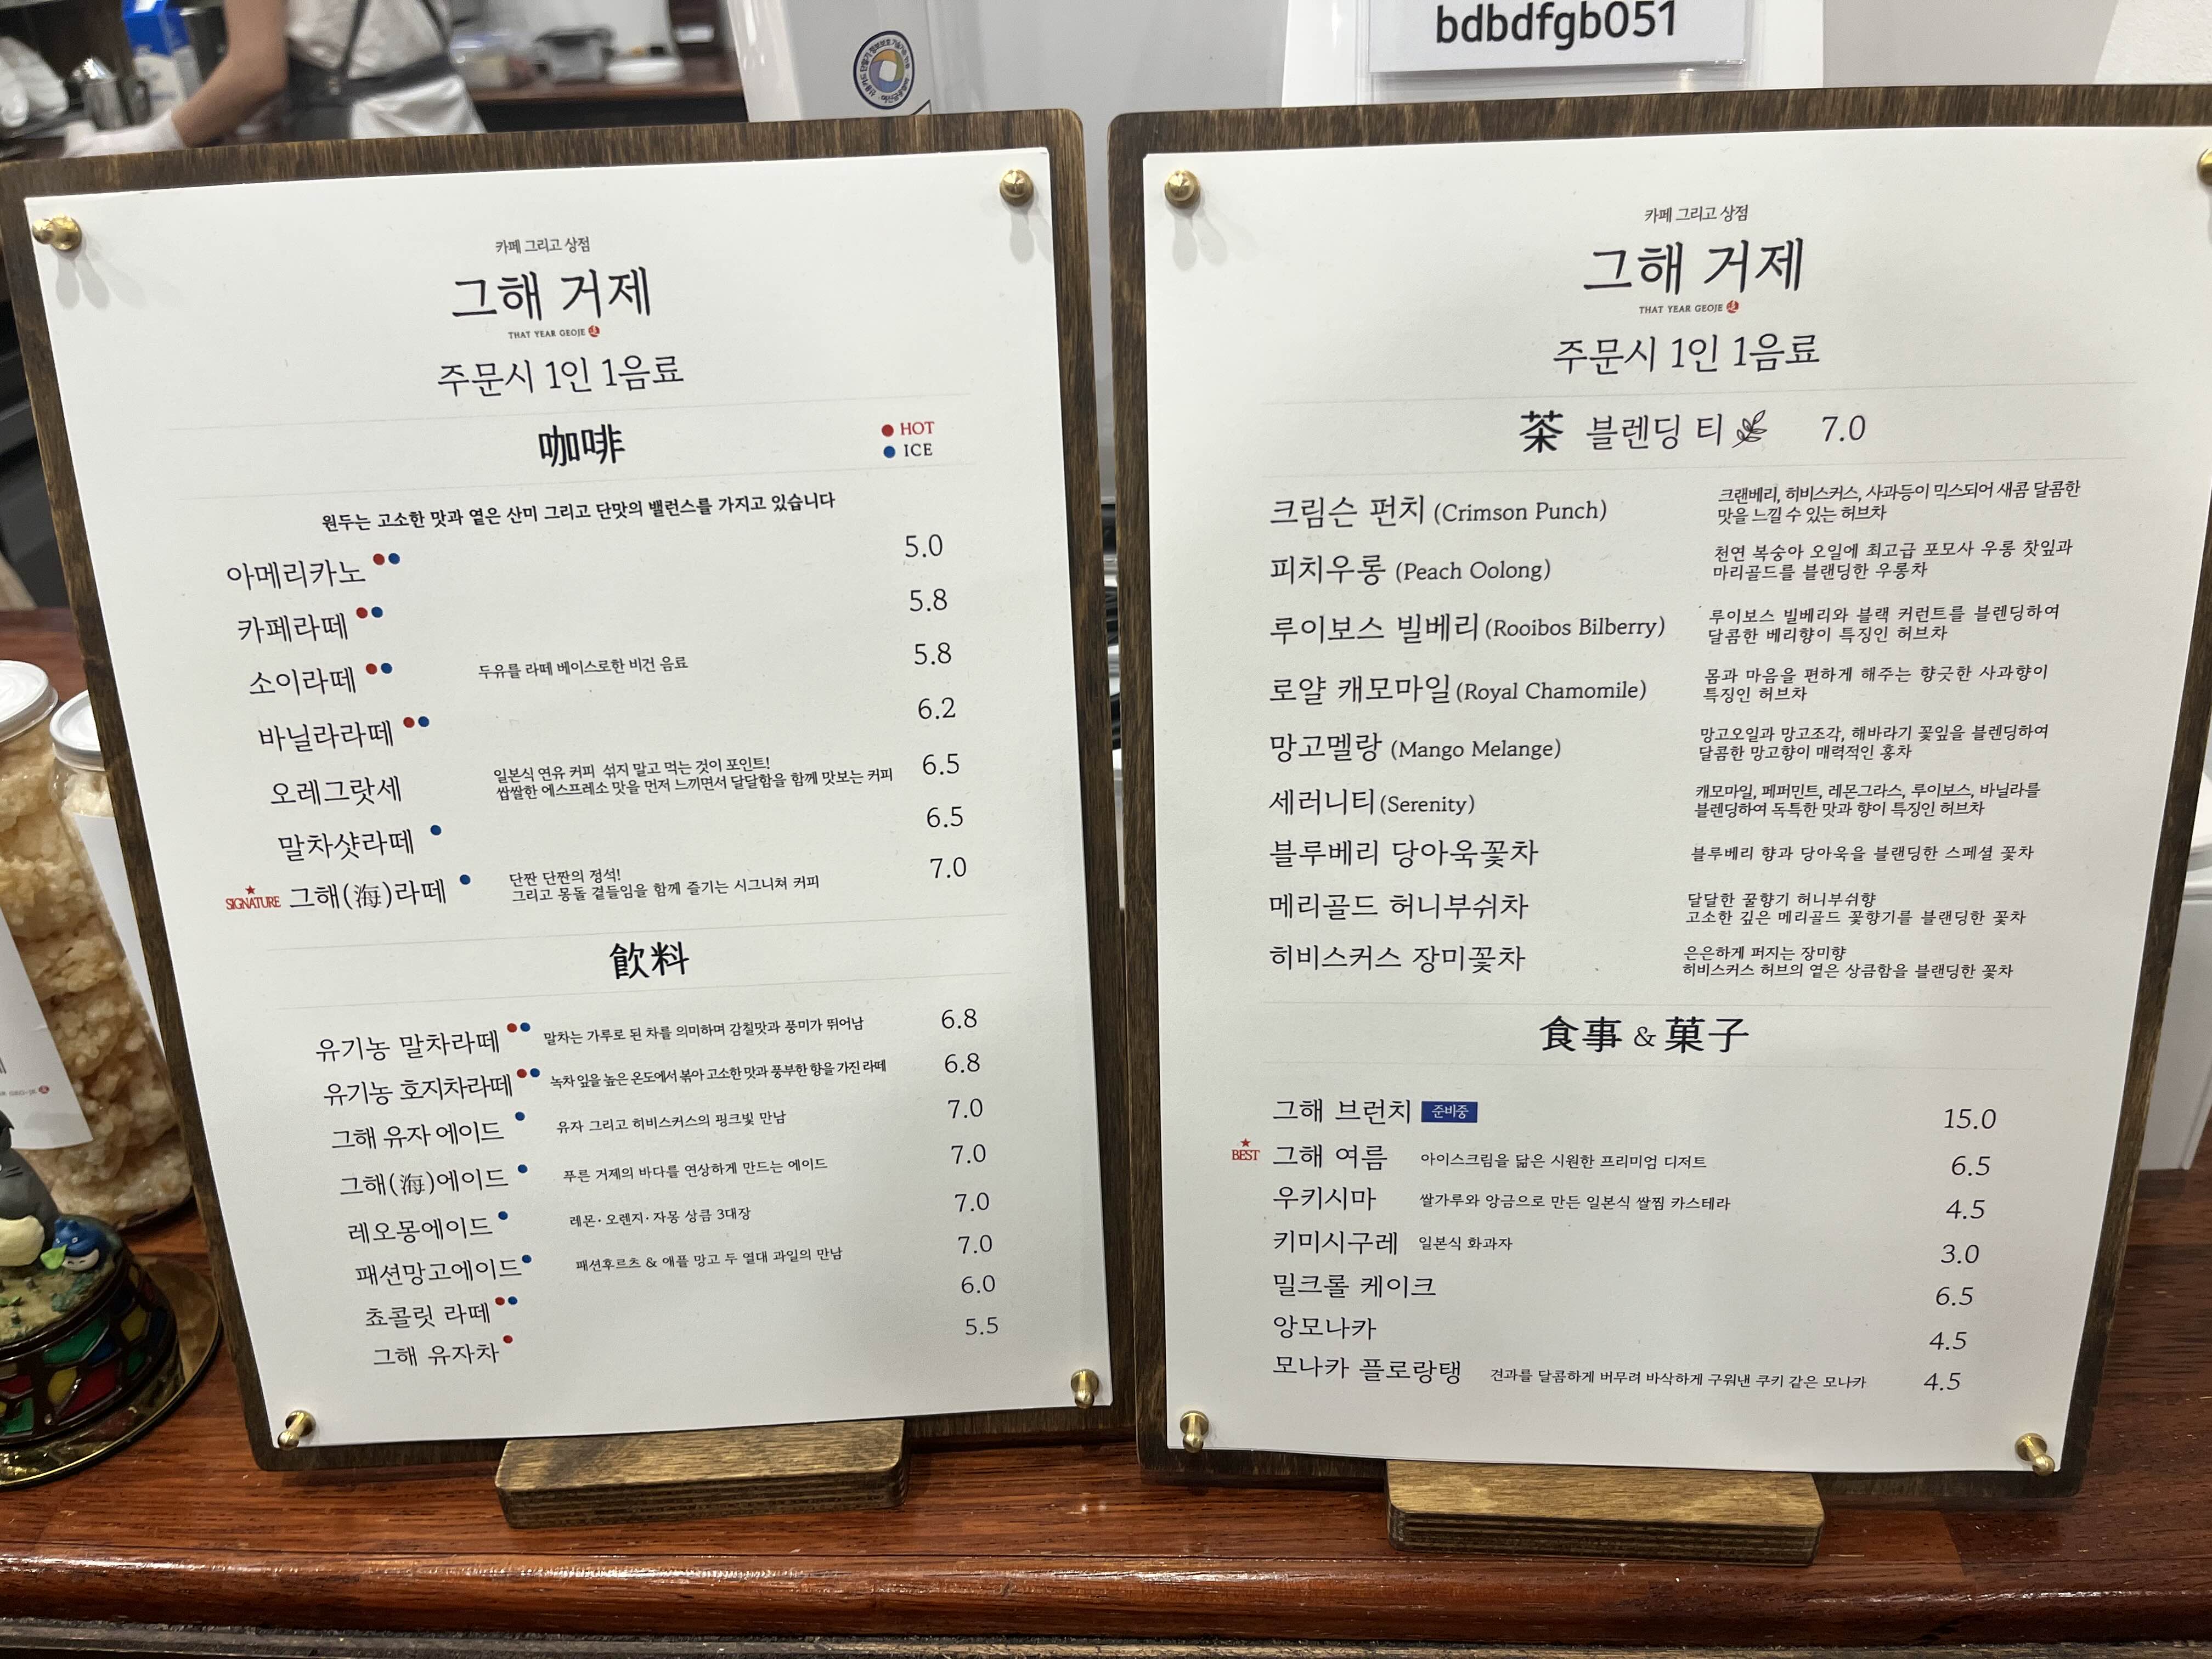 bdbdfgb051
카페 그리고 상점
그해 거제
THAT YEAR GEOJE
주문시 1인 1음료
咖啡
HOT
ICE
원두는 고소한 맛과 옅은 산미 그리고 단맛의 밸런스를 가지고 있습니다
아메리카노 5.0
카페라떼 5.8
소이라떼 두유를 라떼 베이스로한 비건 음료 5.8
바닐라라떼 6.2
오레그랏세 일본식 연유 커피 섞지 말고 먹는 것이 포인트! 6.5
쌉쌀한 에스프레소 맛을 먼저 느끼면서 달달함을 함께 맛보는 커피
말차샷라떼 6.5
SIGNATURE 그해(海)라떼 단짠 단짠의 정석! 7.0
그리고 몽돌 곁들임을 함께 즐기는 시그니쳐 커피
飮料
유기농 말차라떼 말차는 가루로 된 차를 의미하며 감칠맛과 풍미가 뛰어남 6.8
유기농 호지차라떼 녹차 잎을 높은 온도에서 볶아 고소한 맛과 풍부한 향을 가진 라떼 6.8
그해 유자 에이드 유자 그리고 히비스커스의 핑크빛 만남 7.0
그해(海)에이드 푸른 거제의 바다를 연상하게 만드는 에이드 7.0
레오몽에이드 레몬·오렌지·자몽 상큼 3대장 7.0
패션망고에이드 패션후르츠 & 애플 망고 두 열대 과일의 만남 7.0
쵸콜릿 라떼 6.0
그해 유자차 5.5
카페 그리고 상점
그해 거제
THAT YEAR GEOJE
주문시 1인 1음료
茶 블렌딩 티 7.0
크림슨 펀치 (Crimson Punch) 크랜베리, 히비스커스, 사과등이 믹스되어 새콤 달콤한
맛을 느낄 수 있는 허브차
피치우롱 (Peach Oolong) 천연 복숭아 오일에 최고급 포모사 우롱 찻잎과
마리골드를 블랜딩한 우롱차
루이보스 빌베리 (Rooibos Bilberry) 루이보스 빌베리와 블랙 커런트를 블렌딩하여
달콤한 베리향이 특징인 허브차
로얄 캐모마일 (Royal Chamomile) 몸과 마음을 편하게 해주는 향긋한 사과향이
특징인 허브차
망고멜랑 (Mango Melange) 망고오일과 망고조각, 해바라기 꽃잎을 블렌딩하여
달콤한 망고향이 매력적인 홍차
세러니티 (Serenity) 캐모마일, 페퍼민트, 레몬그라스, 루이보스, 바닐라를
블렌딩하여 독특한 맛과 향이 특징인 허브차
블루베리 당아욱꽃차 블루베리 향과 당아욱을 블랜딩한 스페셜 꽃차
메리골드 허니부쉬차 달달한 꿀향기 허니부쉬향
고소한 깊은 메리골드 꽃향기를 블랜딩한 꽃차
히비스커스 장미꽃차 은은하게 퍼지는 장미향
히비스커스 허브의 옅은 상큼함을 블랜딩한 꽃차
食事 & 菓子
그해 브런치 준비중 15.0
BEST 그해 여름 아이스크림을 닮은 시원한 프리미엄 디저트 6.5
우키시마 쌀가루와 앙금으로 만든 일본식 쌀찜 카스테라 4.5
키미시구레 일본식 화과자 3.0
밀크롤 케이크 6.5
앙모나카 4.5
모나카 플로랑탱 견과를 달콤하게 버무려 바삭하게 구워낸 쿠키 같은 모나카 4.5